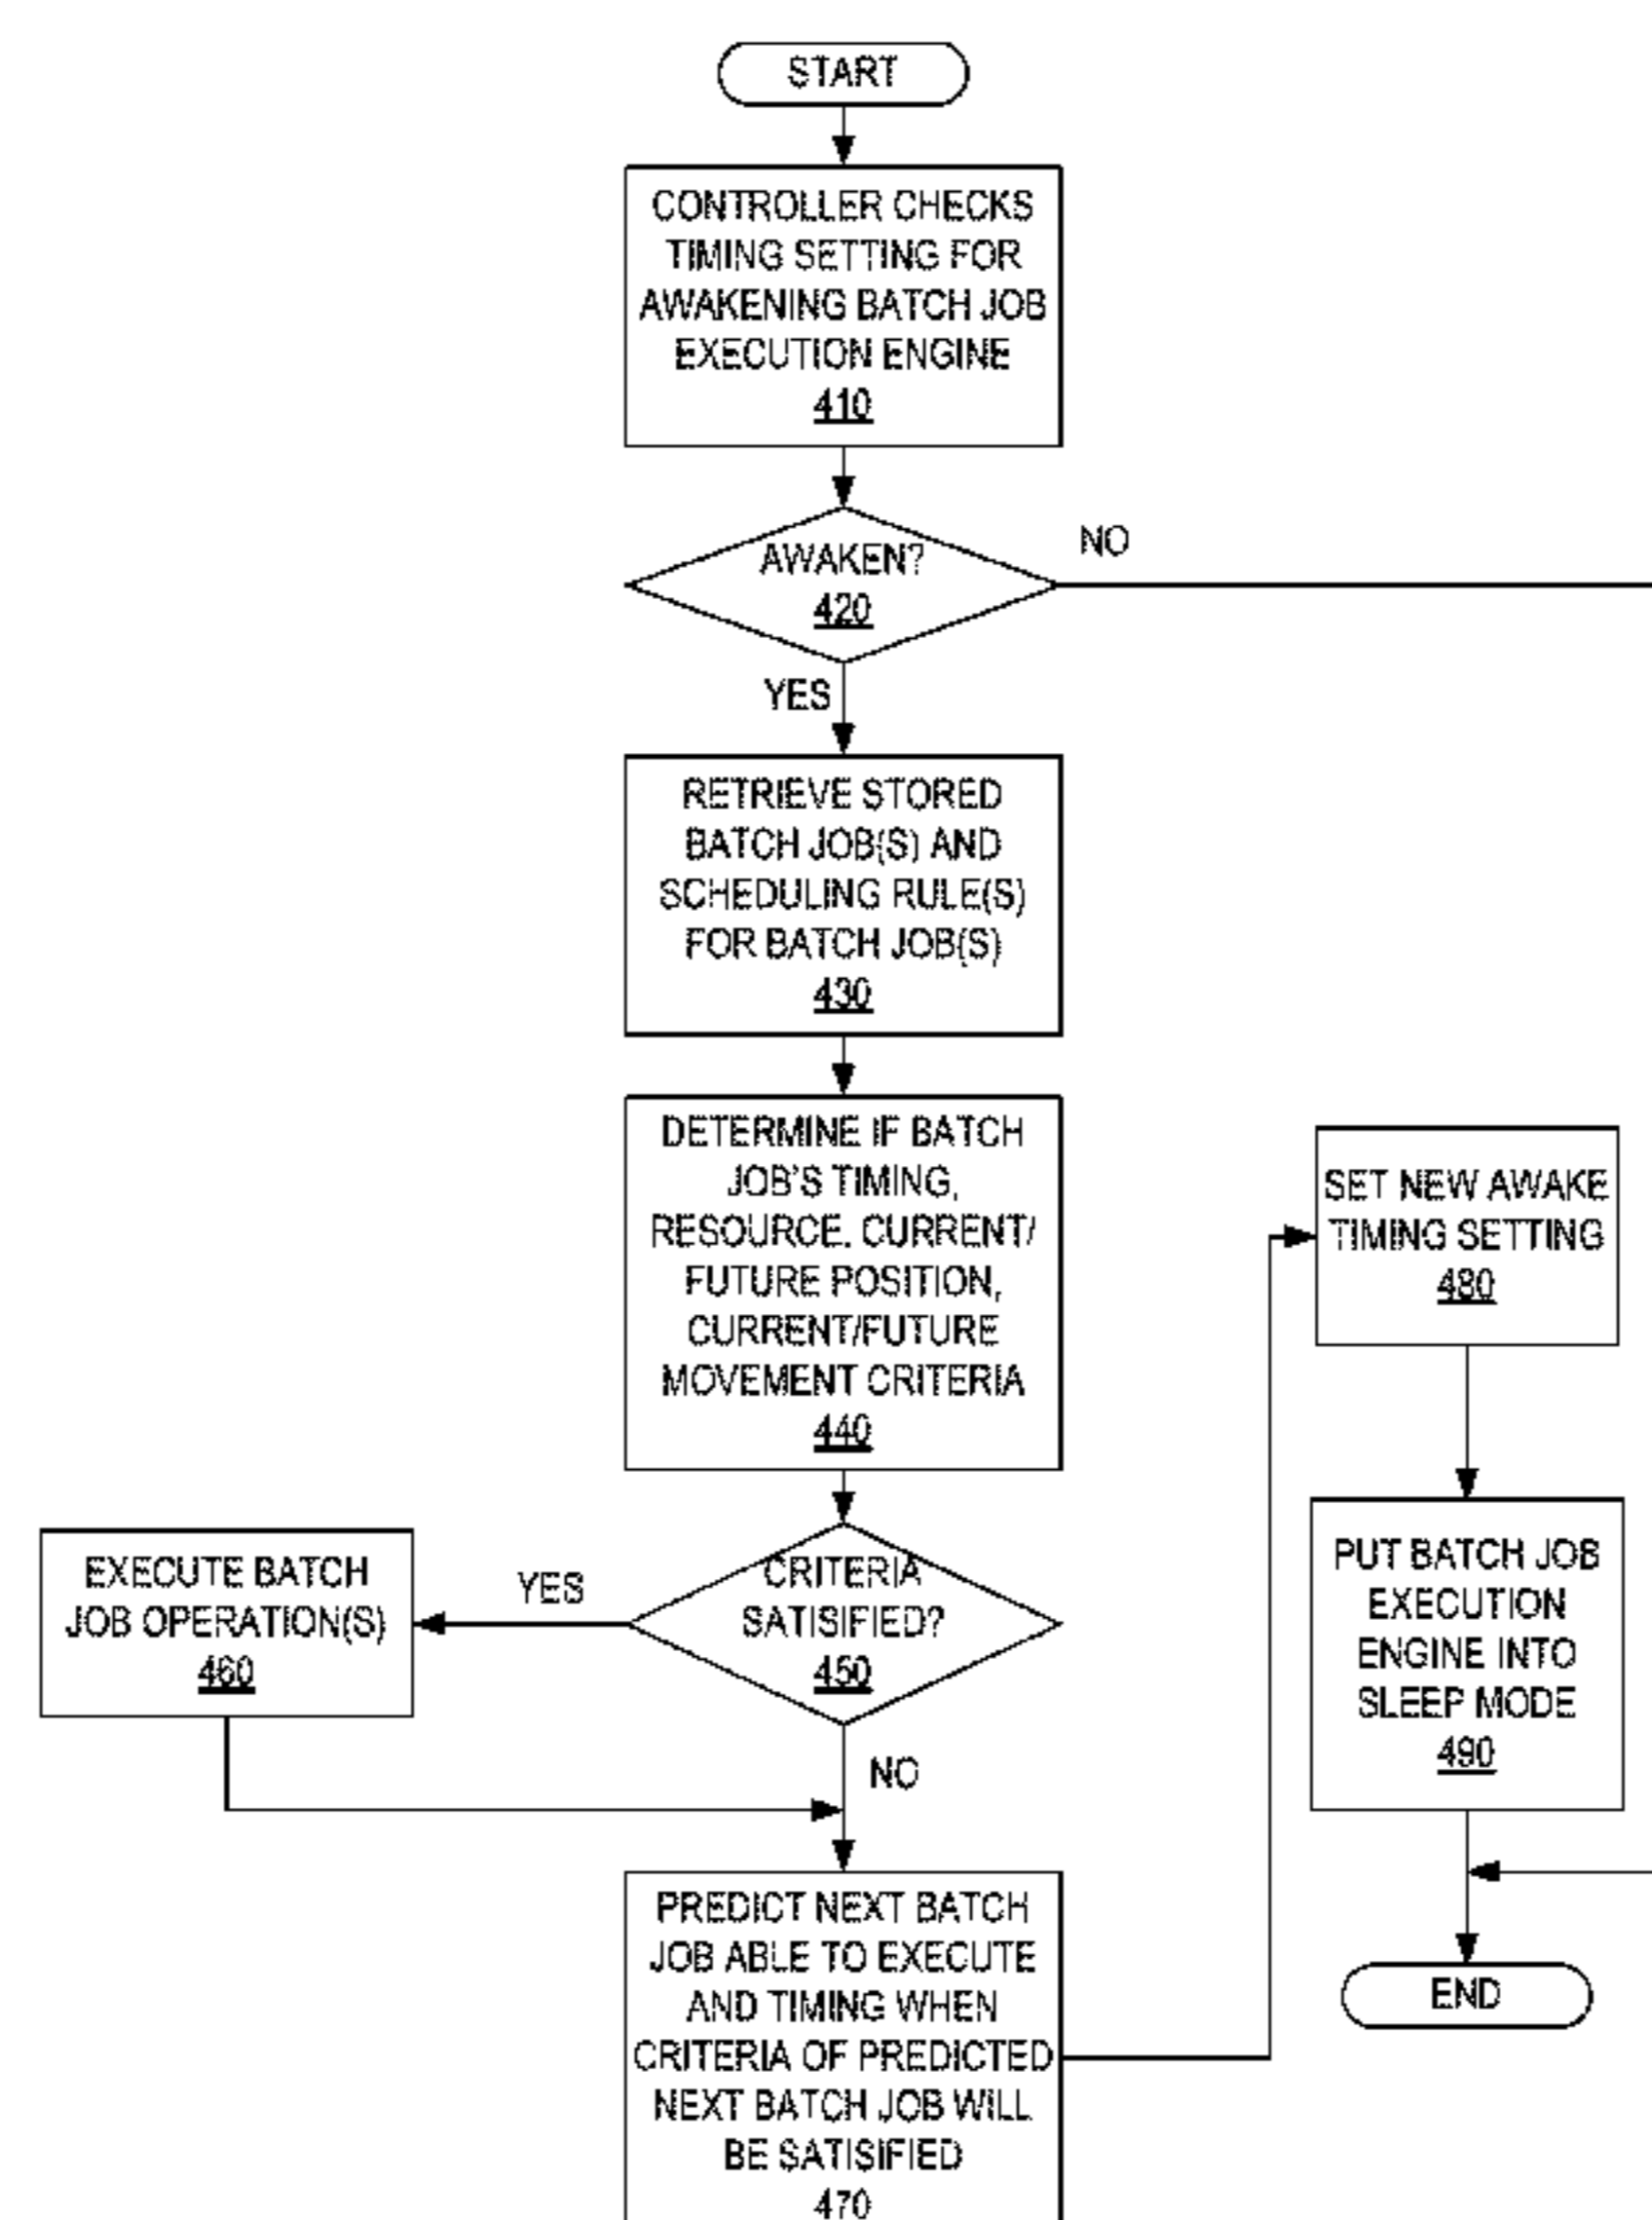 START
CONTROLLER CHECKS
TIMING SETTING FOR
AWAKENING BATCH JOB
EXECUTION ENGINE
410
AWAKEN?
420
NO
YES
RETRIEVE STORED
BATCH JOB(S) AND
SCHEDULING RULE(S)
FOR BATCH JOB(S)
430
DETERMINE IF BATCH
JOB'S TIMING,
RESOURCE, CURRENT/
FUTURE POSITION,
CURRENT/FUTURE
MOVEMENT CRITERIA
440
CRITERIA
SATISIFIED?
450
YES
EXECUTE BATCH
JOB OPERATION(S)
460
NO
PREDICT NEXT BATCH
JOB ABLE TO EXECUTE
AND TIMING WHEN
CRITERIA OF PREDICTED
NEXT BATCH JOB WILL
BE SATISIFIED
470
SET NEW AWAKE
TIMING SETTING
480
PUT BATCH JOB
EXECUTION
ENGINE INTO
SLEEP MODE
490
END